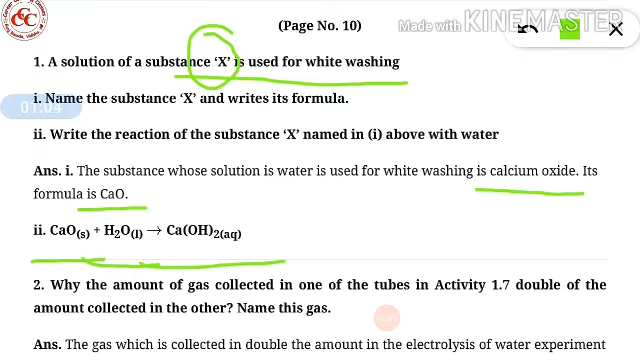 (Page No. 10)
Made with KINEMASTER
1. A solution of a substance ‘X’ is used for white washing
i. Name the substance ‘X’ and writes its formula.
01:04
ii. Write the reaction of the substance ‘X’ named in (i) above with water
Ans. i. The substance whose solution is water is used for white washing is calcium oxide. Its
formula is CaO.
ii. CaO(s) + H₂O(l) → Ca(OH)₂(aq)
2. Why the amount of gas collected in one of the tubes in Activity 1.7 double of the
amount collected in the other? Name this gas.
Ans. The gas which is collected in double the amount in the electrolysis of water experiment